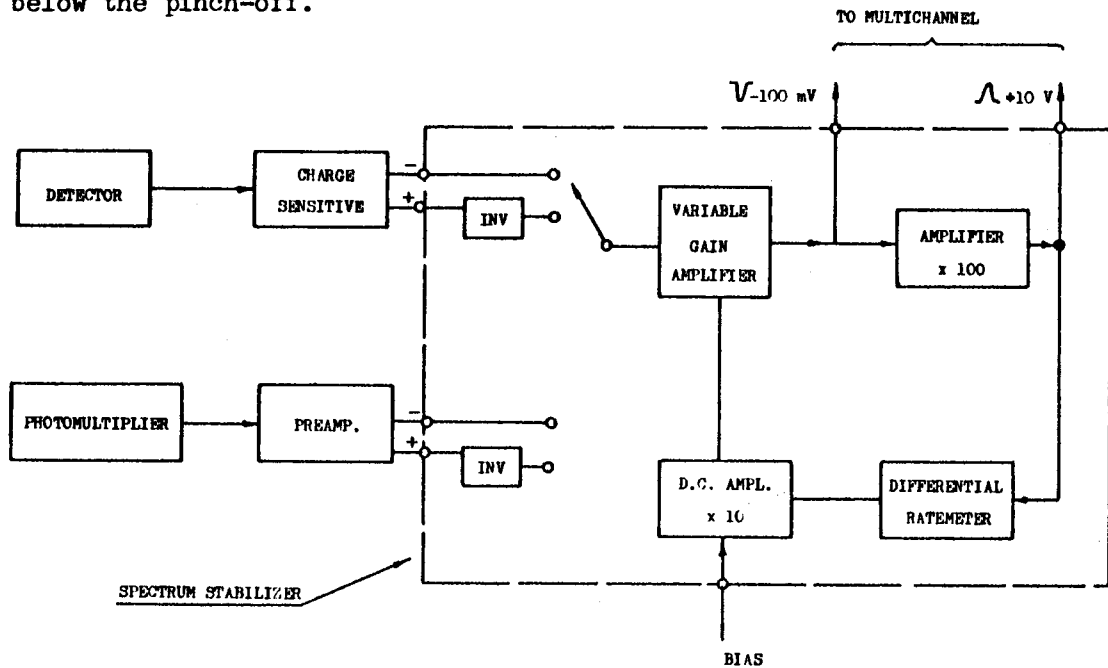 below the pinch-off.
TO MULTICHANNEL
-100 mV
+10 V
DETECTOR
CHARGE
SENSITIVE
-
+
INV
VARIABLE
GAIN
AMPLIFIER
AMPLIFIER
x 100
PHOTOMULTIPLIER
PREAMP.
-
+
INV
D.C. AMPL.
x 10
DIFFERENTIAL
RATEMETER
SPECTRUM STABILIZER
BIAS